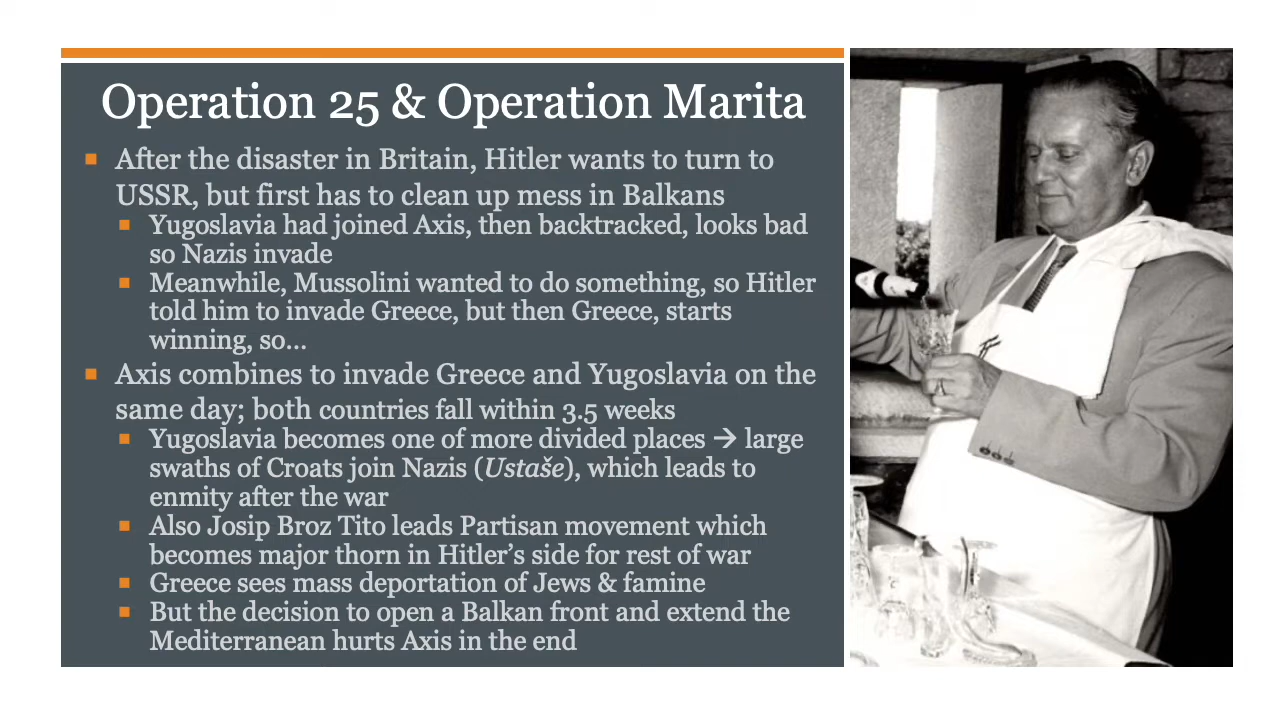 Operation 25 & Operation Marita
After the disaster in Britain, Hitler wants to turn to
USSR, but first has to clean up mess in Balkans
Yugoslavia had joined Axis, then backtracked, looks bad
so Nazis invade
Meanwhile, Mussolini wanted to do something, so Hitler
told him to invade Greece, but then Greece, starts
winning, so…
Axis combines to invade Greece and Yugoslavia on the
same day; both countries fall within 3.5 weeks
Yugoslavia becomes one of more divided places → large
swaths of Croats join Nazis (Ustaše), which leads to
enmity after the war
Also Josip Broz Tito leads Partisan movement which
becomes major thorn in Hitler’s side for rest of war
Greece sees mass deportation of Jews & famine
But the decision to open a Balkan front and extend the
Mediterranean hurts Axis in the end